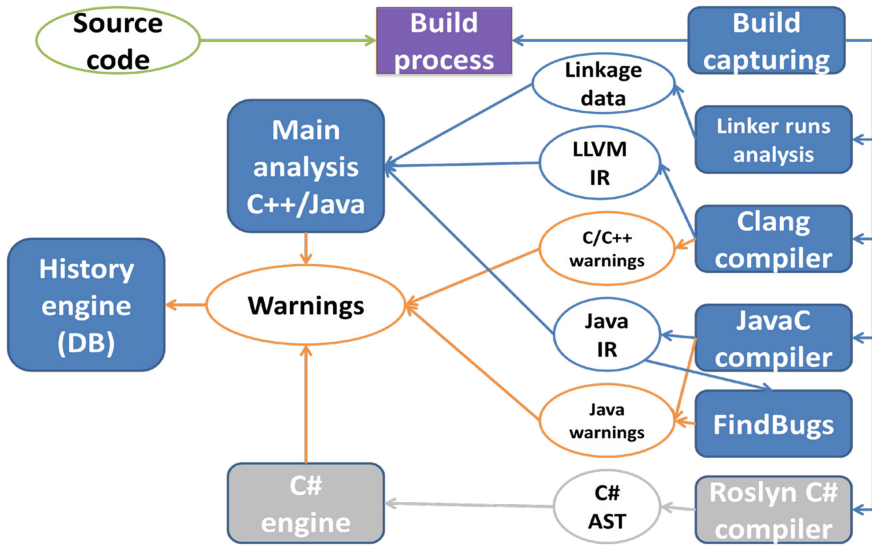 Source
code
Build
process
Build
capturing
Linkage
data
Linker runs
analysis
Main
analysis
C++/Java
LLVM
IR
Clang
compiler
C/C++
warnings
History
engine
(DB)
Warnings
Java
IR
JavaC
compiler
Java
warnings
FindBugs
C#
engine
C#
AST
Roslyn C#
compiler